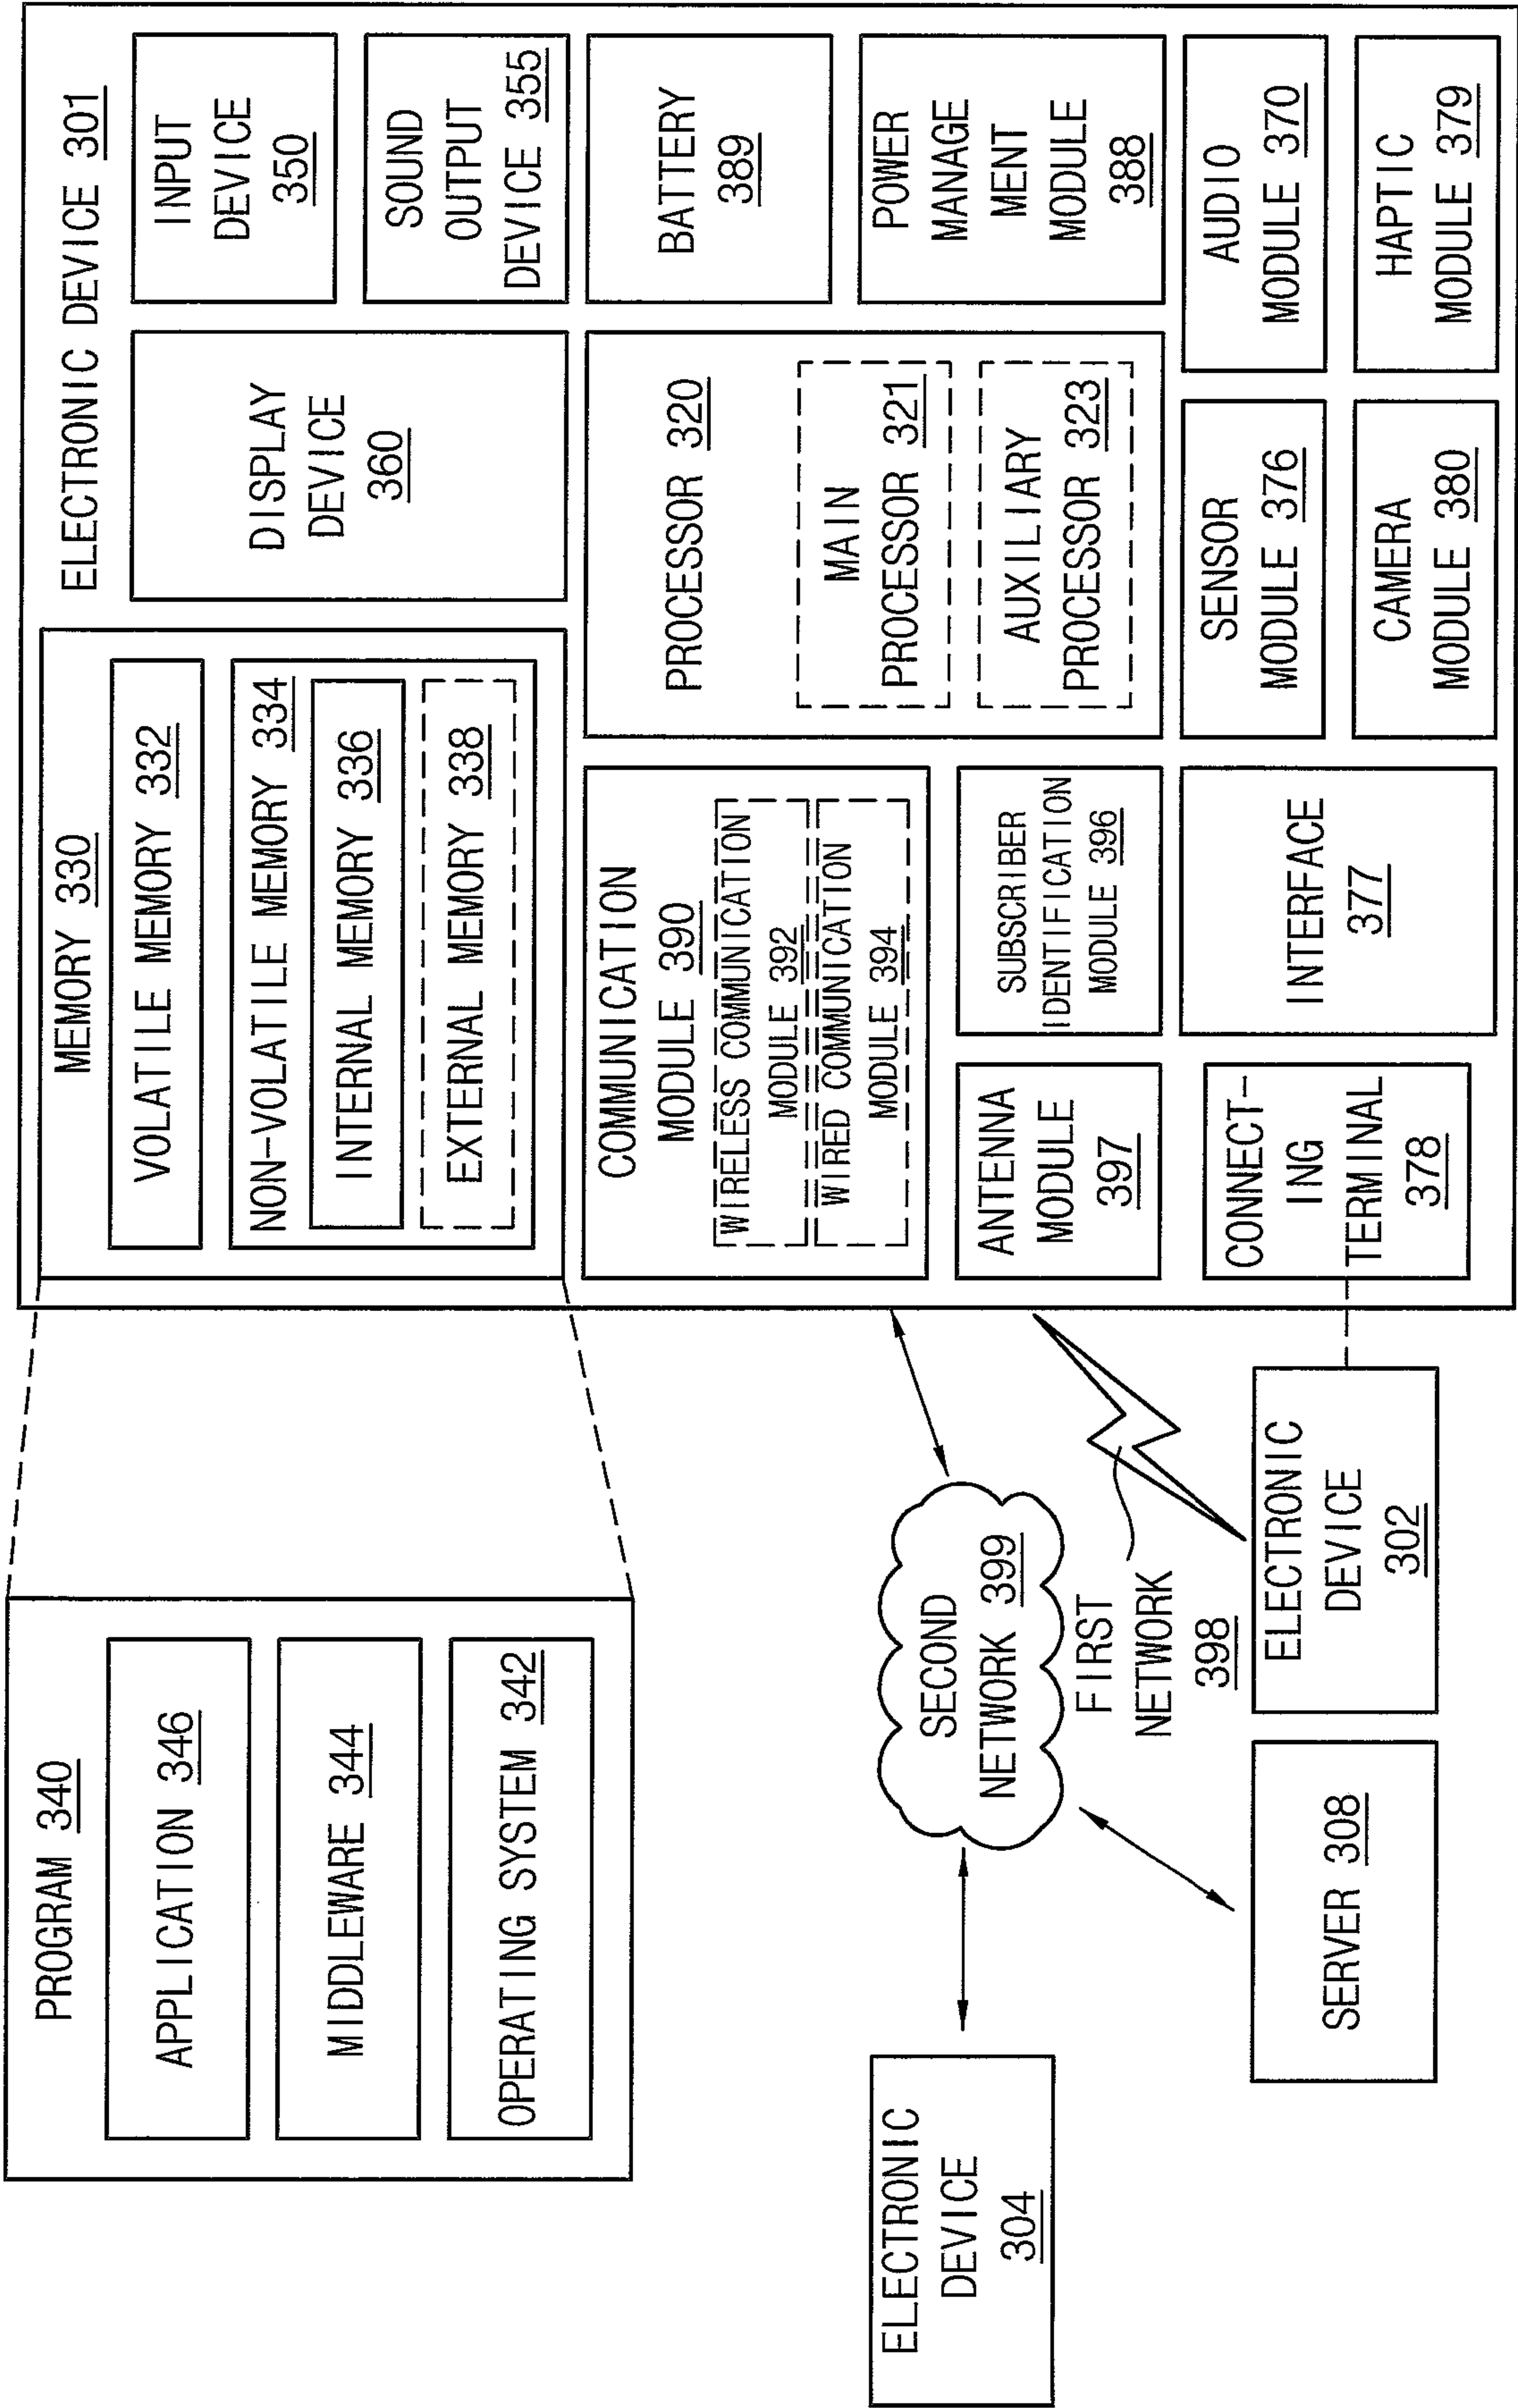 ELECTRONIC DEVICE 301
MEMORY 330
VOLATILE MEMORY 332
NON-VOLATILE MEMORY 334
INTERNAL MEMORY 336
EXTERNAL MEMORY 338
DISPLAY
DEVICE
360
INPUT
DEVICE
350
SOUND
OUTPUT
DEVICE 355
PROGRAM 340
APPLICATION 346
MIDDLEWARE 344
OPERATING SYSTEM 342
COMMUNICATION
MODULE 390
WIRELESS COMMUNICATION
MODULE 392
WIRED COMMUNICATION
MODULE 394
PROCESSOR 320
MAIN
PROCESSOR 321
AUXILIARY
PROCESSOR 323
BATTERY
389
POWER
MANAGE
MENT
MODULE
388
ANTENNA
MODULE
397
SUBSCRIBER
IDENTIFICATION
MODULE 396
CONNECT-
ING
TERMINAL
378
INTERFACE
377
SENSOR
MODULE 376
AUDIO
MODULE 370
CAMERA
MODULE 380
HAPTIC
MODULE 379
ELECTRONIC
DEVICE
304
SECOND
NETWORK 399
FIRST
NETWORK
398
SERVER 308
ELECTRONIC
DEVICE
302